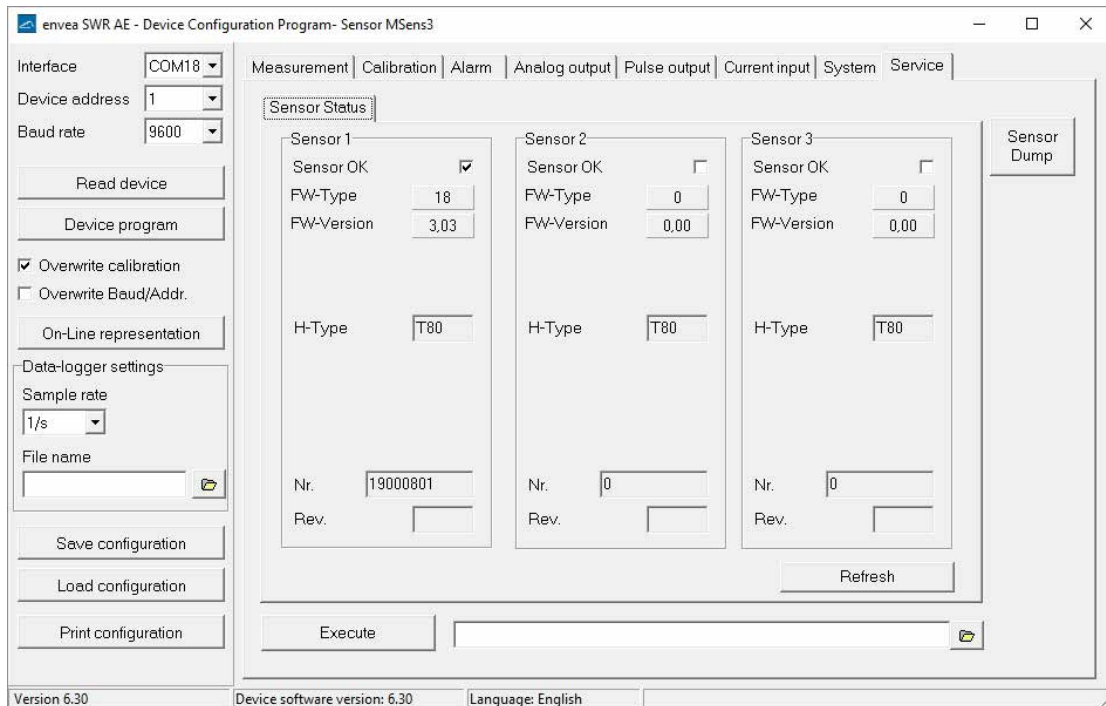 envea SWR AE - Device Configuration Program- Sensor MSens3
Interface COM18
Device address 1
Baud rate 9600
Read device
Device program
Overwrite calibration
Overwrite Baud/Addr.
On-Line representation
Data-logger settings
Sample rate
1/s
File name
Save configuration
Load configuration
Print configuration
Measurement Calibration Alarm Analog output Pulse output Current input System Service
Sensor Status
Sensor 1
Sensor OK
FW-Type 18
FW-Version 3,03
H-Type T80
Nr. 19000801
Rev.
Sensor 2
Sensor OK
FW-Type 0
FW-Version 0,00
H-Type T80
Nr. 0
Rev.
Sensor 3
Sensor OK
FW-Type 0
FW-Version 0,00
H-Type T80
Nr. 0
Rev.
Refresh
Sensor
Dump
Execute
Version 6.30 Device software version: 6.30 Language: English